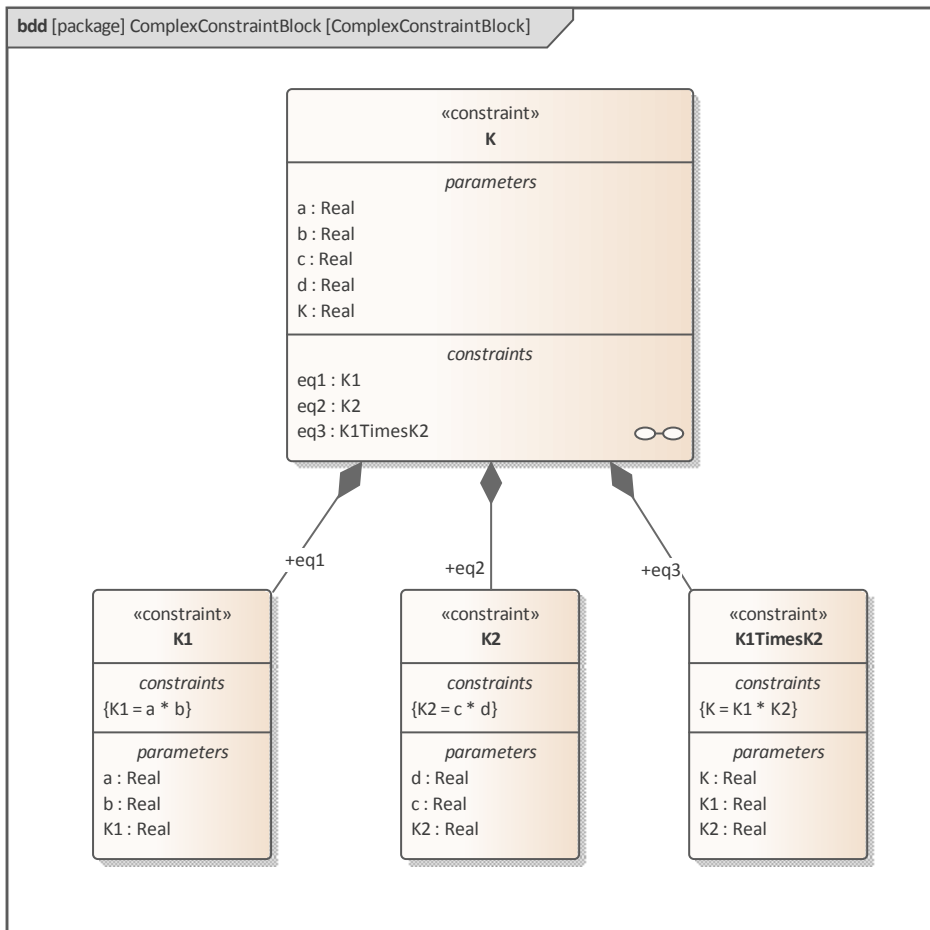 bdd [package] ComplexConstraintBlock [ComplexConstraintBlock]
«constraint»
K
parameters
a : Real
b : Real
c : Real
d : Real
K : Real
constraints
eq1 : K1
eq2 : K2
eq3 : K1TimesK2
+eq1
+eq2
+eq3
«constraint»
K1
constraints
{K1 = a * b}
parameters
a : Real
b : Real
K1 : Real
«constraint»
K2
constraints
{K2 = c * d}
parameters
d : Real
c : Real
K2 : Real
«constraint»
K1TimesK2
constraints
{K = K1 * K2}
parameters
K : Real
K1 : Real
K2 : Real